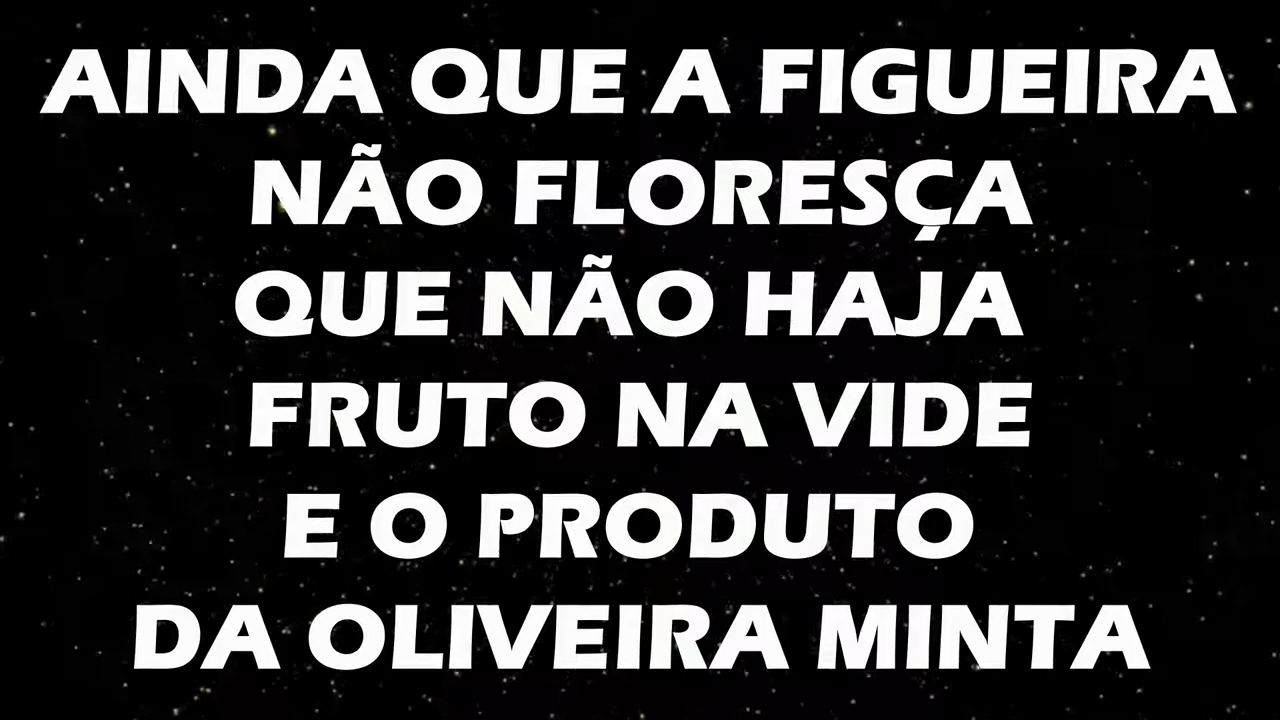 AINDA QUE A FIGUEIRA
NÃO FLORESÇA
QUE NÃO HAJA
FRUTO NA VIDE
E O PRODUTO
DA OLIVEIRA MINTA